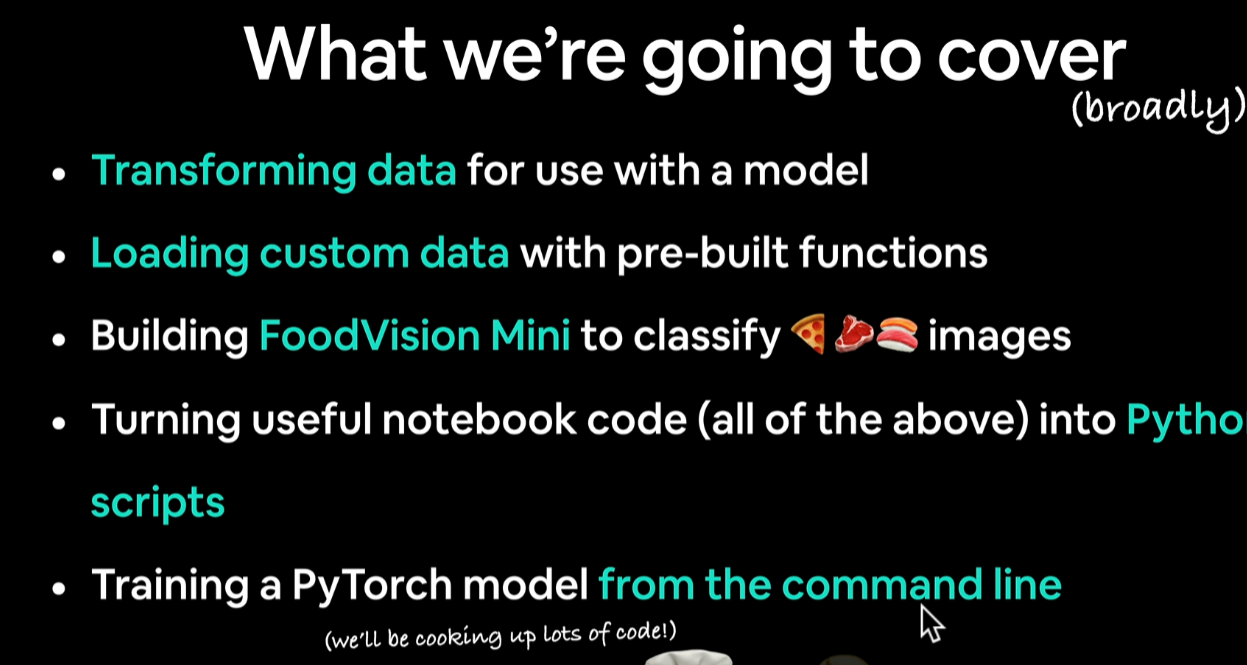 What we’re going to cover
(broadly)
• Transforming data for use with a model
• Loading custom data with pre-built functions
• Building FoodVision Mini to classify 🍕🥩🍣 images
• Turning useful notebook code (all of the above) into Pytho
scripts
• Training a PyTorch model from the command line
(we’ll be cooking up lots of code!)